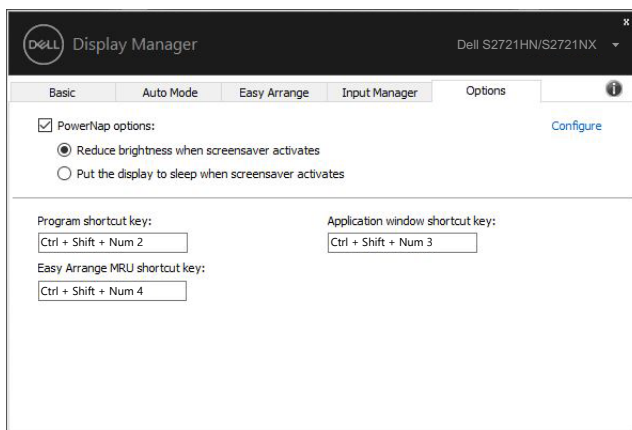 x
DELL Display Manager
Dell S2721HN/S2721NX
Basic Auto Mode Easy Arrange Input Manager Options
PowerNap options:
Configure
Reduce brightness when screensaver activates
Put the display to sleep when screensaver activates
Program shortcut key:
Application window shortcut key:
Ctrl + Shift + Num 2
Ctrl + Shift + Num 3
Easy Arrange MRU shortcut key:
Ctrl + Shift + Num 4